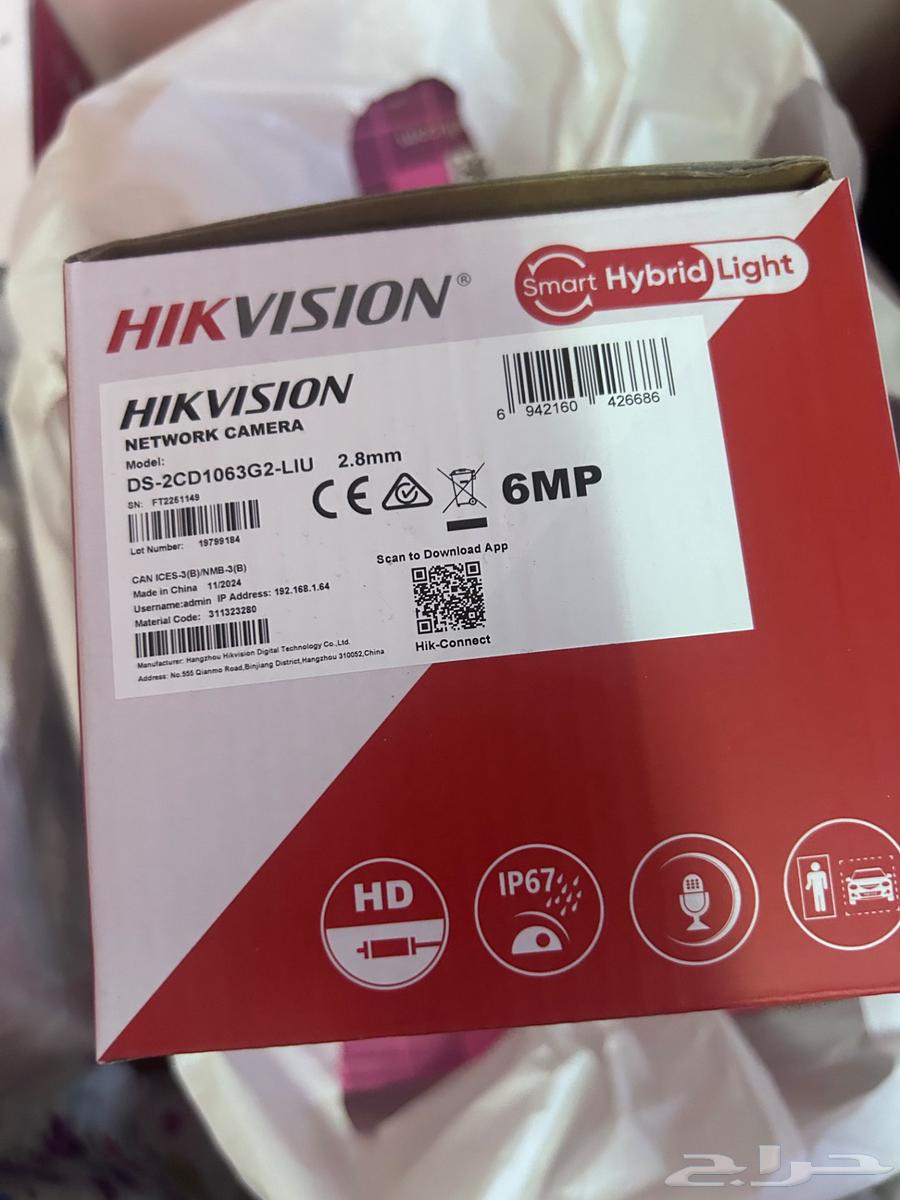 HIKVISION®
Smart Hybrid Light
HIKVISION
NETWORK CAMERA
6 942160 426686
Model:
DS-2CD1063G2-LIU 2.8mm
SN: FT2251149
CE
6MP
Lot Number: 19799184
Scan to Download App
CAN ICES-3(B)/NMB-3(B)
Made in China 11/2024
Username:admin IP Address: 192.168.1.64
Material Code: 311323280
Hik-Connect
Manufacturer: Hangzhou Hikvision Digital Technology Co.,Ltd.
Address: No.555 Qianmo Road,Binjiang District,Hangzhou 310052,China
HD
IP67
حراج